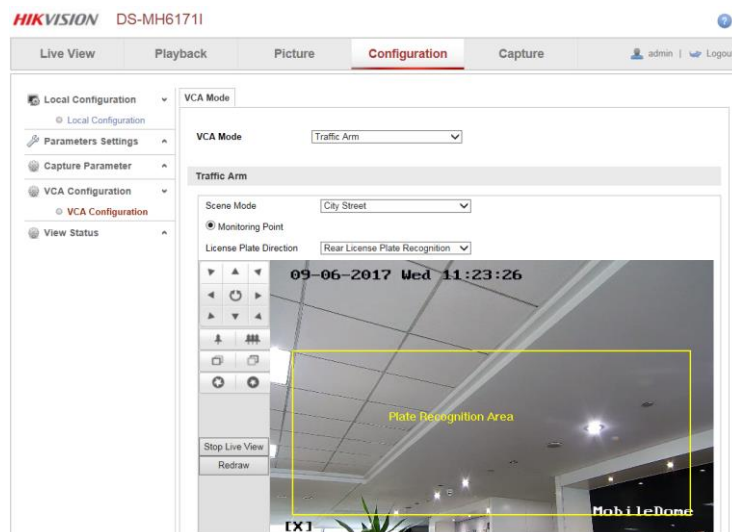 HIKVISION DS-MH6171I
Live View Playback Picture Configuration Capture admin | Logou
Local Configuration
Local Configuration
Parameters Settings
Capture Parameter
VCA Configuration
VCA Configuration
View Status
VCA Mode
VCA Mode Traffic Arm
Traffic Arm
Scene Mode City Street
Monitoring Point
License Plate Direction Rear License Plate Recognition
09-06-2017 Wed 11:23:26
Plate Recognition Area
Stop Live View
Redraw
MobileDome
[X]